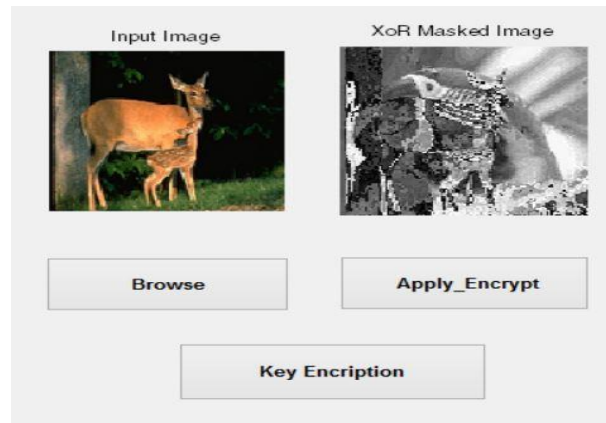 Input Image
XoR Masked Image
Browse
Apply_Encrypt
Key Encription